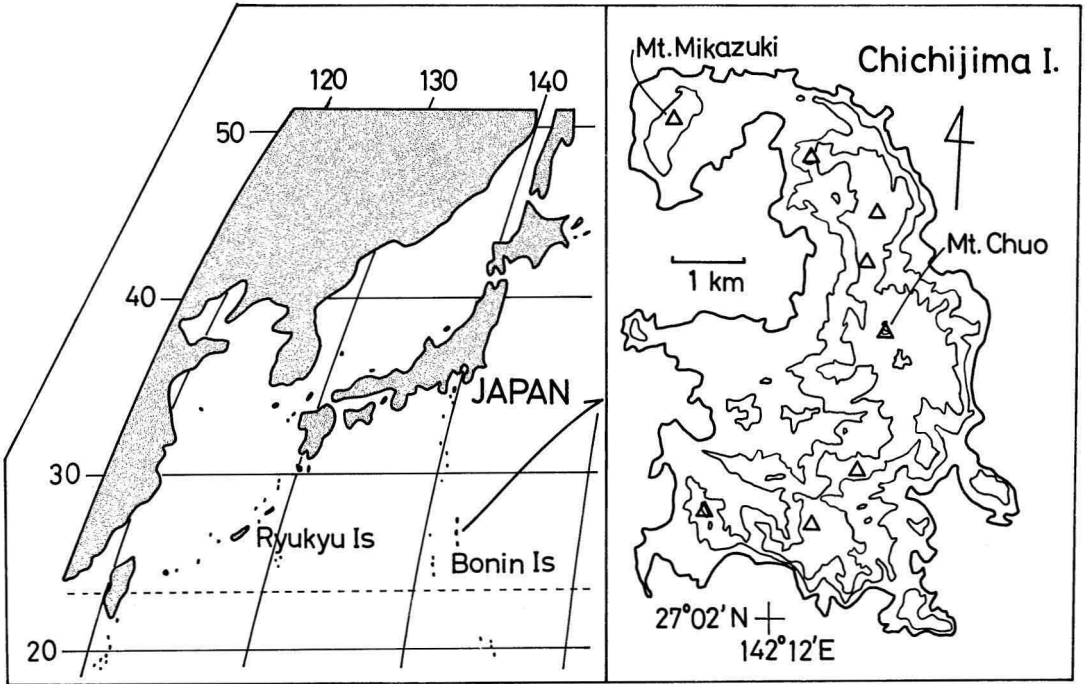 120
130
140
50
40
JAPAN
30
Ryukyu Is
Bonin Is
20
Mt.Mikazuki
Chichijima I.
1 km
Mt. Chuo
27°02'N
142°12'E